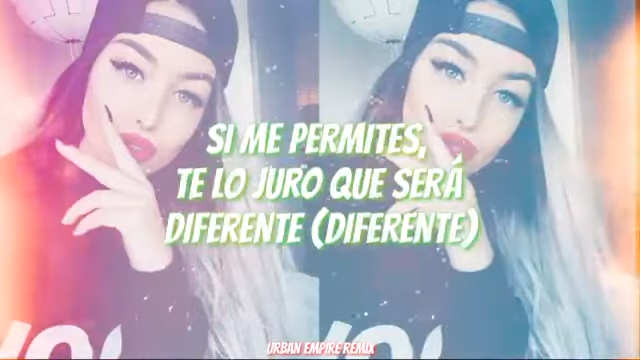 SI ME PERMITES,
TE LO JURO QUE SERÁ
DIFERENTE (DIFERENTE)
URBAN EMPIRE REMIX